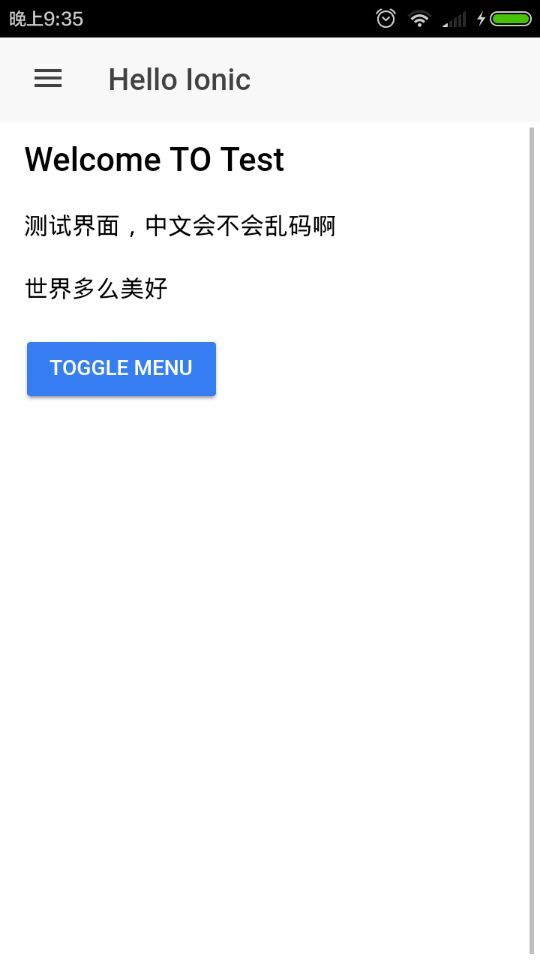 晚上9:35
Hello Ionic
Welcome TO Test
测试界面，中文会不会乱码啊
世界多么美好
TOGGLE MENU